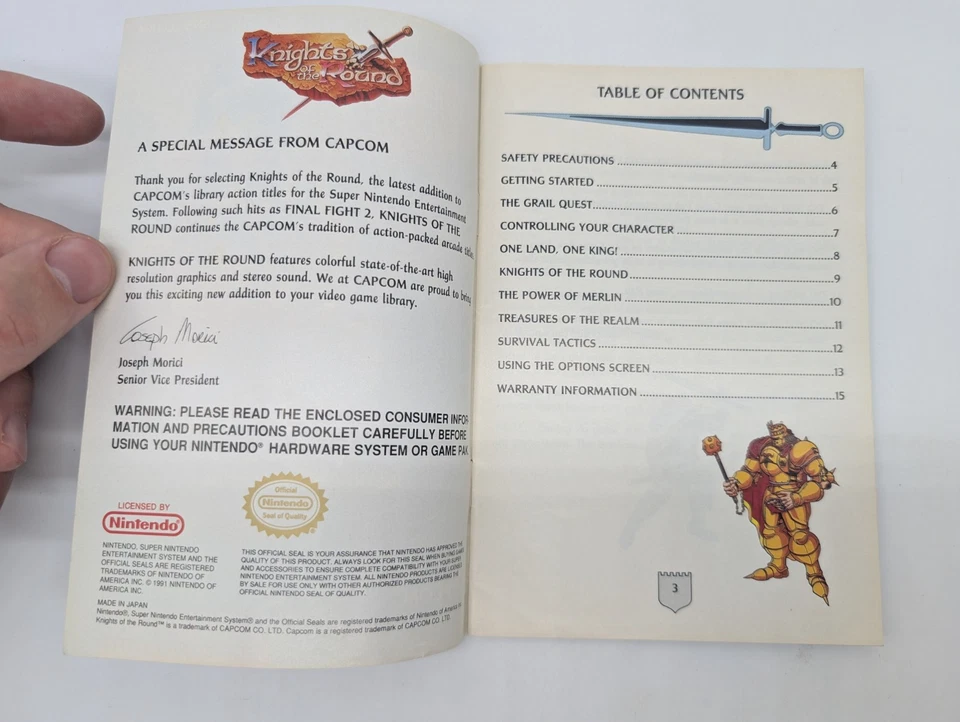 Knights
of the Round
A SPECIAL MESSAGE FROM CAPCOM
Thank you for selecting Knights of the Round, the latest addition to
CAPCOM's library action titles for the Super Nintendo Entertainment
System. Following such hits as FINAL FIGHT 2, KNIGHTS OF THE
ROUND continues the CAPCOM's tradition of action-packed arcade titles.
KNIGHTS OF THE ROUND features colorful state-of-the-art high
resolution graphics and stereo sound. We at CAPCOM are proud to bring
you this exciting new addition to your video game library.
Joseph Morici
Joseph Morici
Senior Vice President
WARNING: PLEASE READ THE ENCLOSED CONSUMER INFOR
MATION AND PRECAUTIONS BOOKLET CAREFULLY BEFORE
USING YOUR NINTENDO® HARDWARE SYSTEM OR GAME PAK
LICENSED BY
Nintendo®
NINTENDO, SUPER NINTENDO
ENTERTAINMENT SYSTEM AND THE
OFFICIAL SEALS ARE REGISTERED
TRADEMARKS OF NINTENDO OF
AMERICA INC. © 1991 NINTENDO OF
AMERICA INC.
Official
Nintendo
Seal of Quality
THIS OFFICIAL SEAL IS YOUR ASSURANCE THAT NINTENDO HAS APPROVED THE
QUALITY OF THIS PRODUCT. ALWAYS LOOK FOR THIS SEAL WHEN BUYING GAMES
AND ACCESSORIES TO ENSURE COMPLETE COMPATIBILITY WITH YOUR SUPER
NINTENDO ENTERTAINMENT SYSTEM. ALL NINTENDO PRODUCTS ARE LICENSED
BY SALE FOR USE ONLY WITH OTHER AUTHORIZED PRODUCTS BEARING THE
OFFICIAL NINTENDO SEAL OF QUALITY.
MADE IN JAPAN
Nintendo®, Super Nintendo Entertainment System® and the Official Seals are registered trademarks of Nintendo of America Inc.
Knights of the Round™ is a trademark of CAPCOM CO. LTD. Capcom is a registered trademark of CAPCOM CO. LTD.
TABLE OF CONTENTS
SAFETY PRECAUTIONS 4
GETTING STARTED 5
THE GRAIL QUEST 6
CONTROLLING YOUR CHARACTER 7
ONE LAND, ONE KING! 8
KNIGHTS OF THE ROUND 9
THE POWER OF MERLIN 10
TREASURES OF THE REALM 11
SURVIVAL TACTICS 12
USING THE OPTIONS SCREEN 13
WARRANTY INFORMATION 15
3